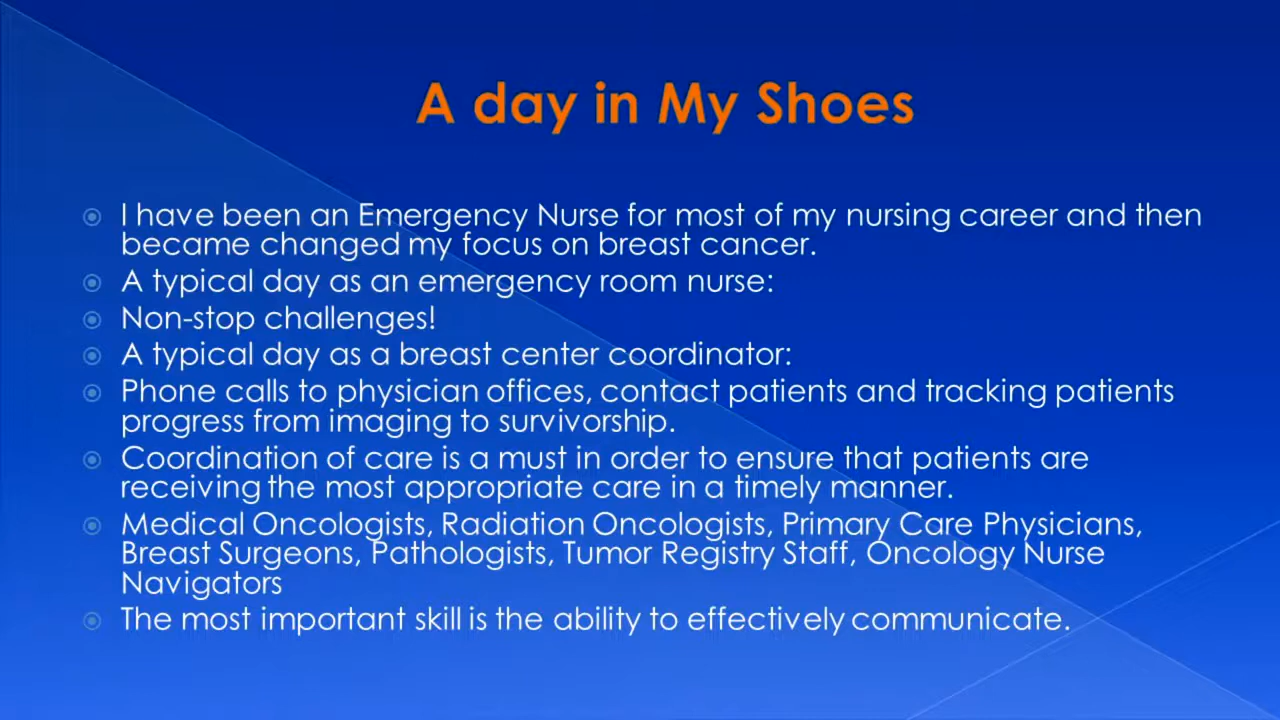 A day in My Shoes
I have been an Emergency Nurse for most of my nursing career and then
became changed my focus on breast cancer.
A typical day as an emergency room nurse:
Non-stop challenges!
A typical day as a breast center coordinator:
Phone calls to physician offices, contact patients and tracking patients
progress from imaging to survivorship.
Coordination of care is a must in order to ensure that patients are
receiving the most appropriate care in a timely manner.
Medical Oncologists, Radiation Oncologists, Primary Care Physicians,
Breast Surgeons, Pathologists, Tumor Registry Staff, Oncology Nurse
Navigators
The most important skill is the ability to effectively communicate.